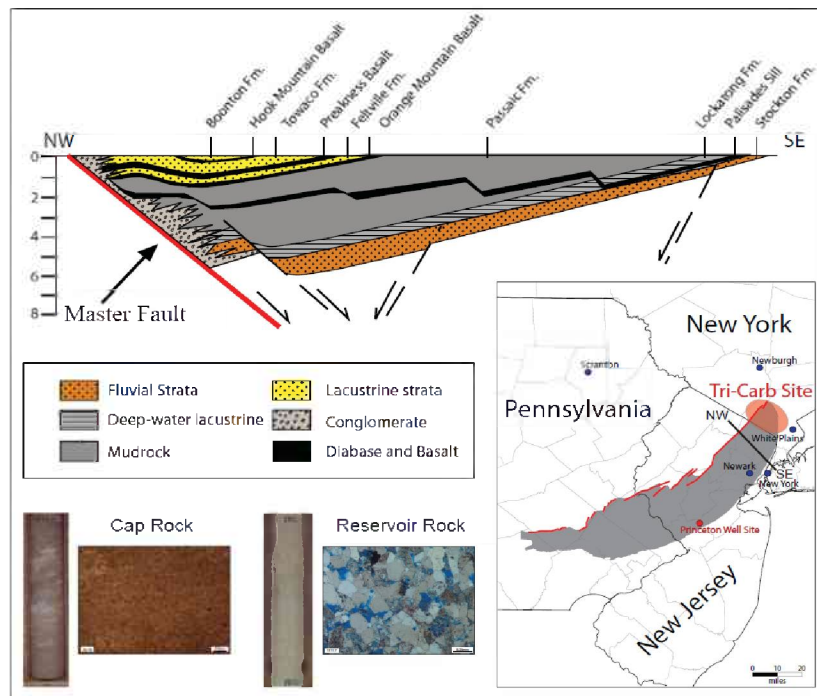 Boonton Fm.
Hook Mountain Basalt
Towaco Fm.
Preakness Basalt
Feltville Fm.
Orange Mountain Basalt
Passaic Fm.
Lockatong Fm.
Palisades Sill
Stockton Fm.
NW
SE
0
2
4
6
8
Master Fault
Fluvial Strata
Lacustrine strata
Deep-water lacustrine
Conglomerate
Mudrock
Diabase and Basalt
Cap Rock
Reservoir Rock
New York
Newburgh
Scranton
Tri-Carb Site
Pennsylvania
NW
White Plains
Newark
SE
New York
Princeton Well Site
New Jersey
0 10 20
miles